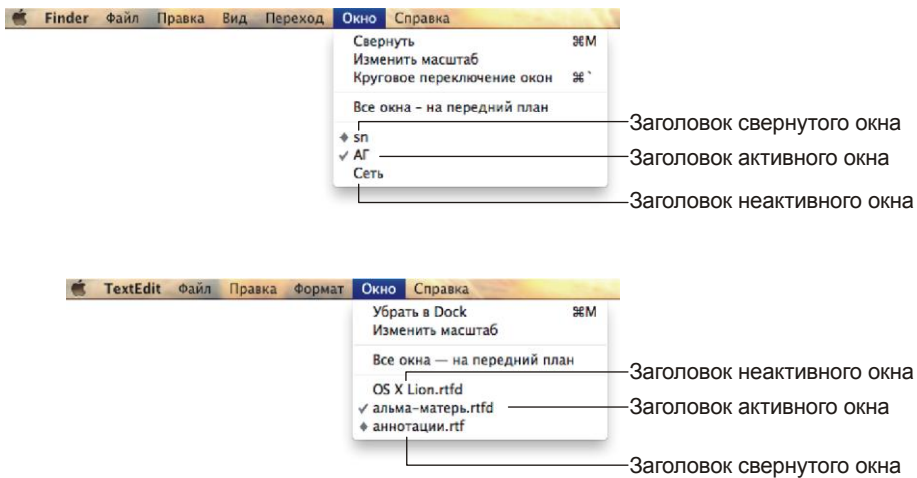 Finder Файл Правка Вид Переход Окно Справка
Свернуть ⌘M
Изменить масштаб
Круговое переключение окон ⌘`
Все окна - на передний план
Заголовок свернутого окна
♦ sn
✓ АГ
Заголовок активного окна
Сеть
Заголовок неактивного окна
TextEdit Файл Правка Формат Окно Справка
Убрать в Dock ⌘M
Изменить масштаб
Все окна — на передний план
Заголовок неактивного окна
OS X Lion.rtfd
✓ альма-матерь.rtfd
Заголовок активного окна
♦ аннотации.rtf
Заголовок свернутого окна